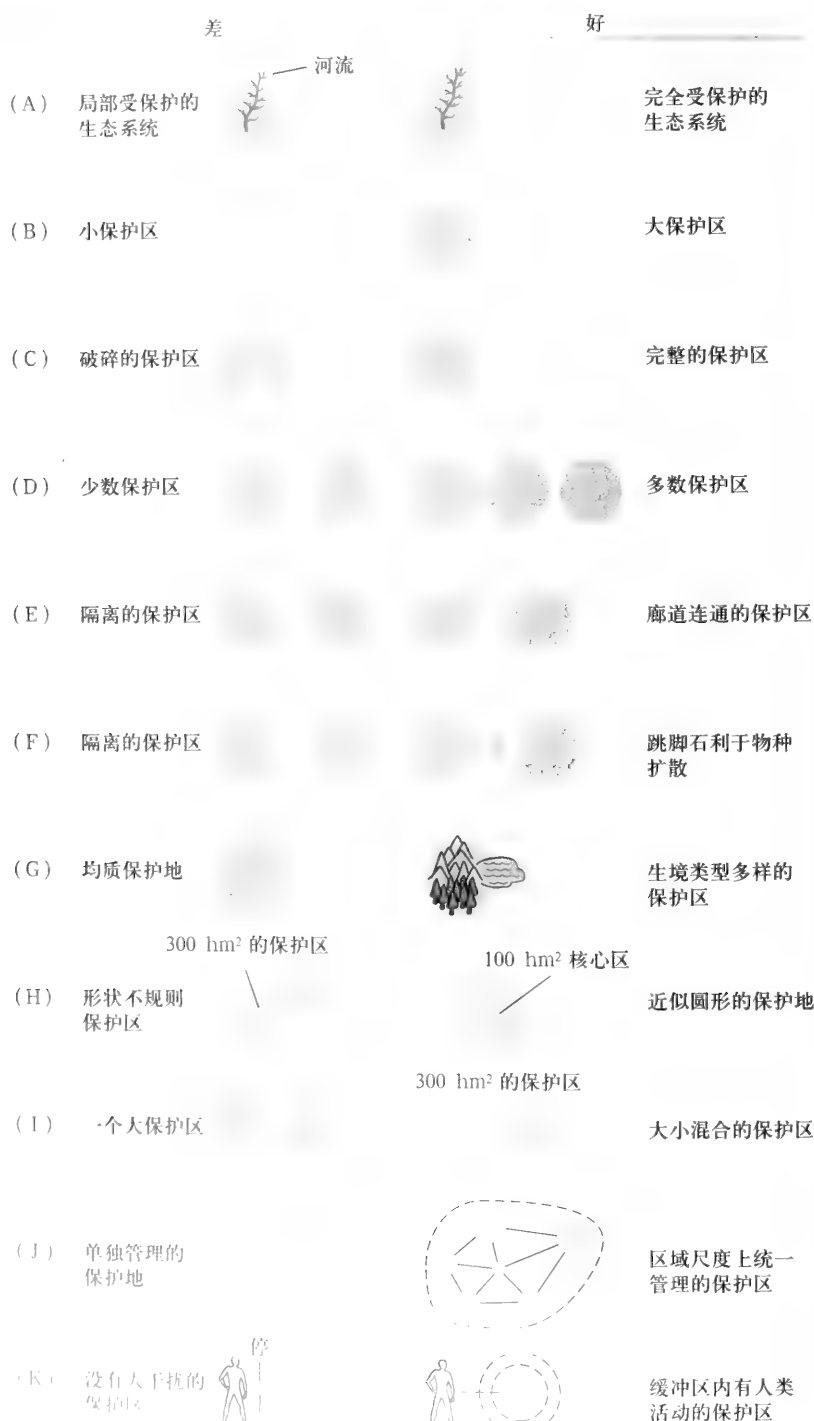 差 好
河流
(A) 局部受保护的 完全受保护的
生态系统 生态系统
(B) 小保护区 大保护区
(C) 破碎的保护区 完整的保护区
(D) 少数保护区 多数保护区
(E) 隔离的保护区 廊道连通的保护区
(F) 隔离的保护区 跳脚石利于物种
扩散
(G) 均质保护地 生境类型多样的
保护区
300 hm² 的保护区 100 hm² 核心区
(H) 形状不规则 近似圆形的保护地
保护区
300 hm² 的保护区
(I) 一个大保护区 大小混合的保护区
(J) 单独管理的 区域尺度上统一
保护地 管理的保护区
停
(K) 没有人干扰的 缓冲区内有人类
保护区 活动的保护区